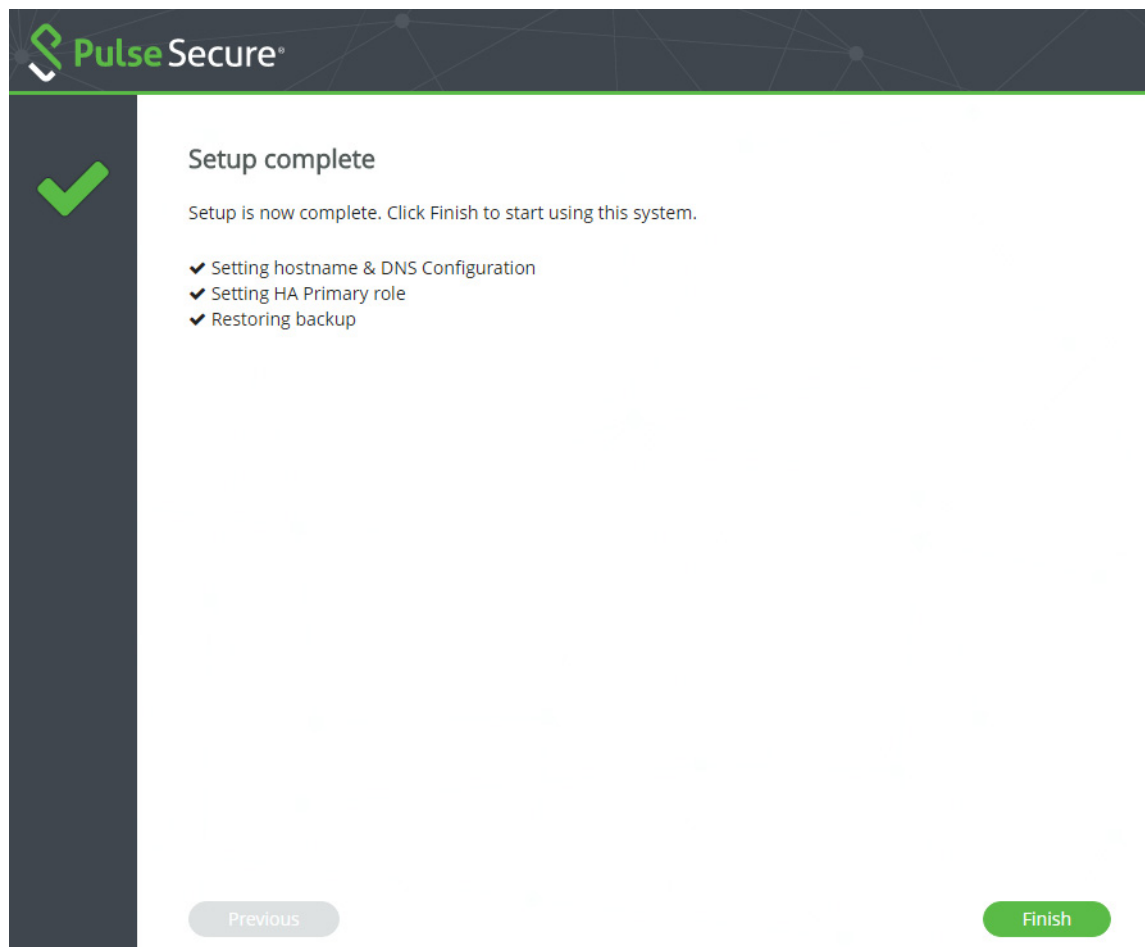 Pulse Secure®
Setup complete
Setup is now complete. Click Finish to start using this system.
✔ Setting hostname & DNS Configuration
✔ Setting HA Primary role
✔ Restoring backup
Previous
Finish